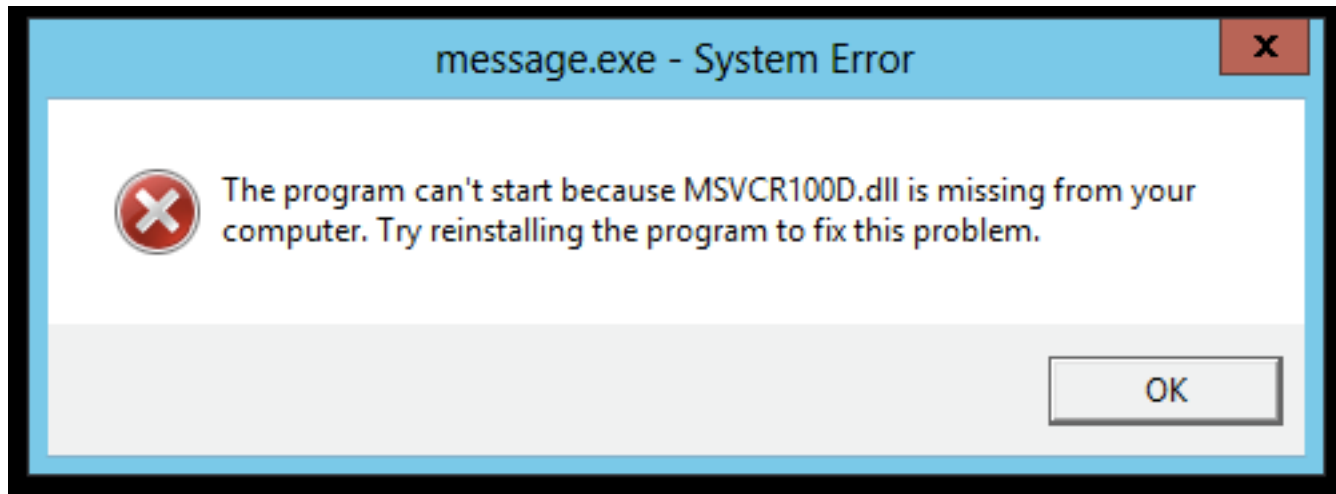 message.exe - System Error
x
The program can't start because MSVCR100D.dll is missing from your
computer. Try reinstalling the program to fix this problem.
OK